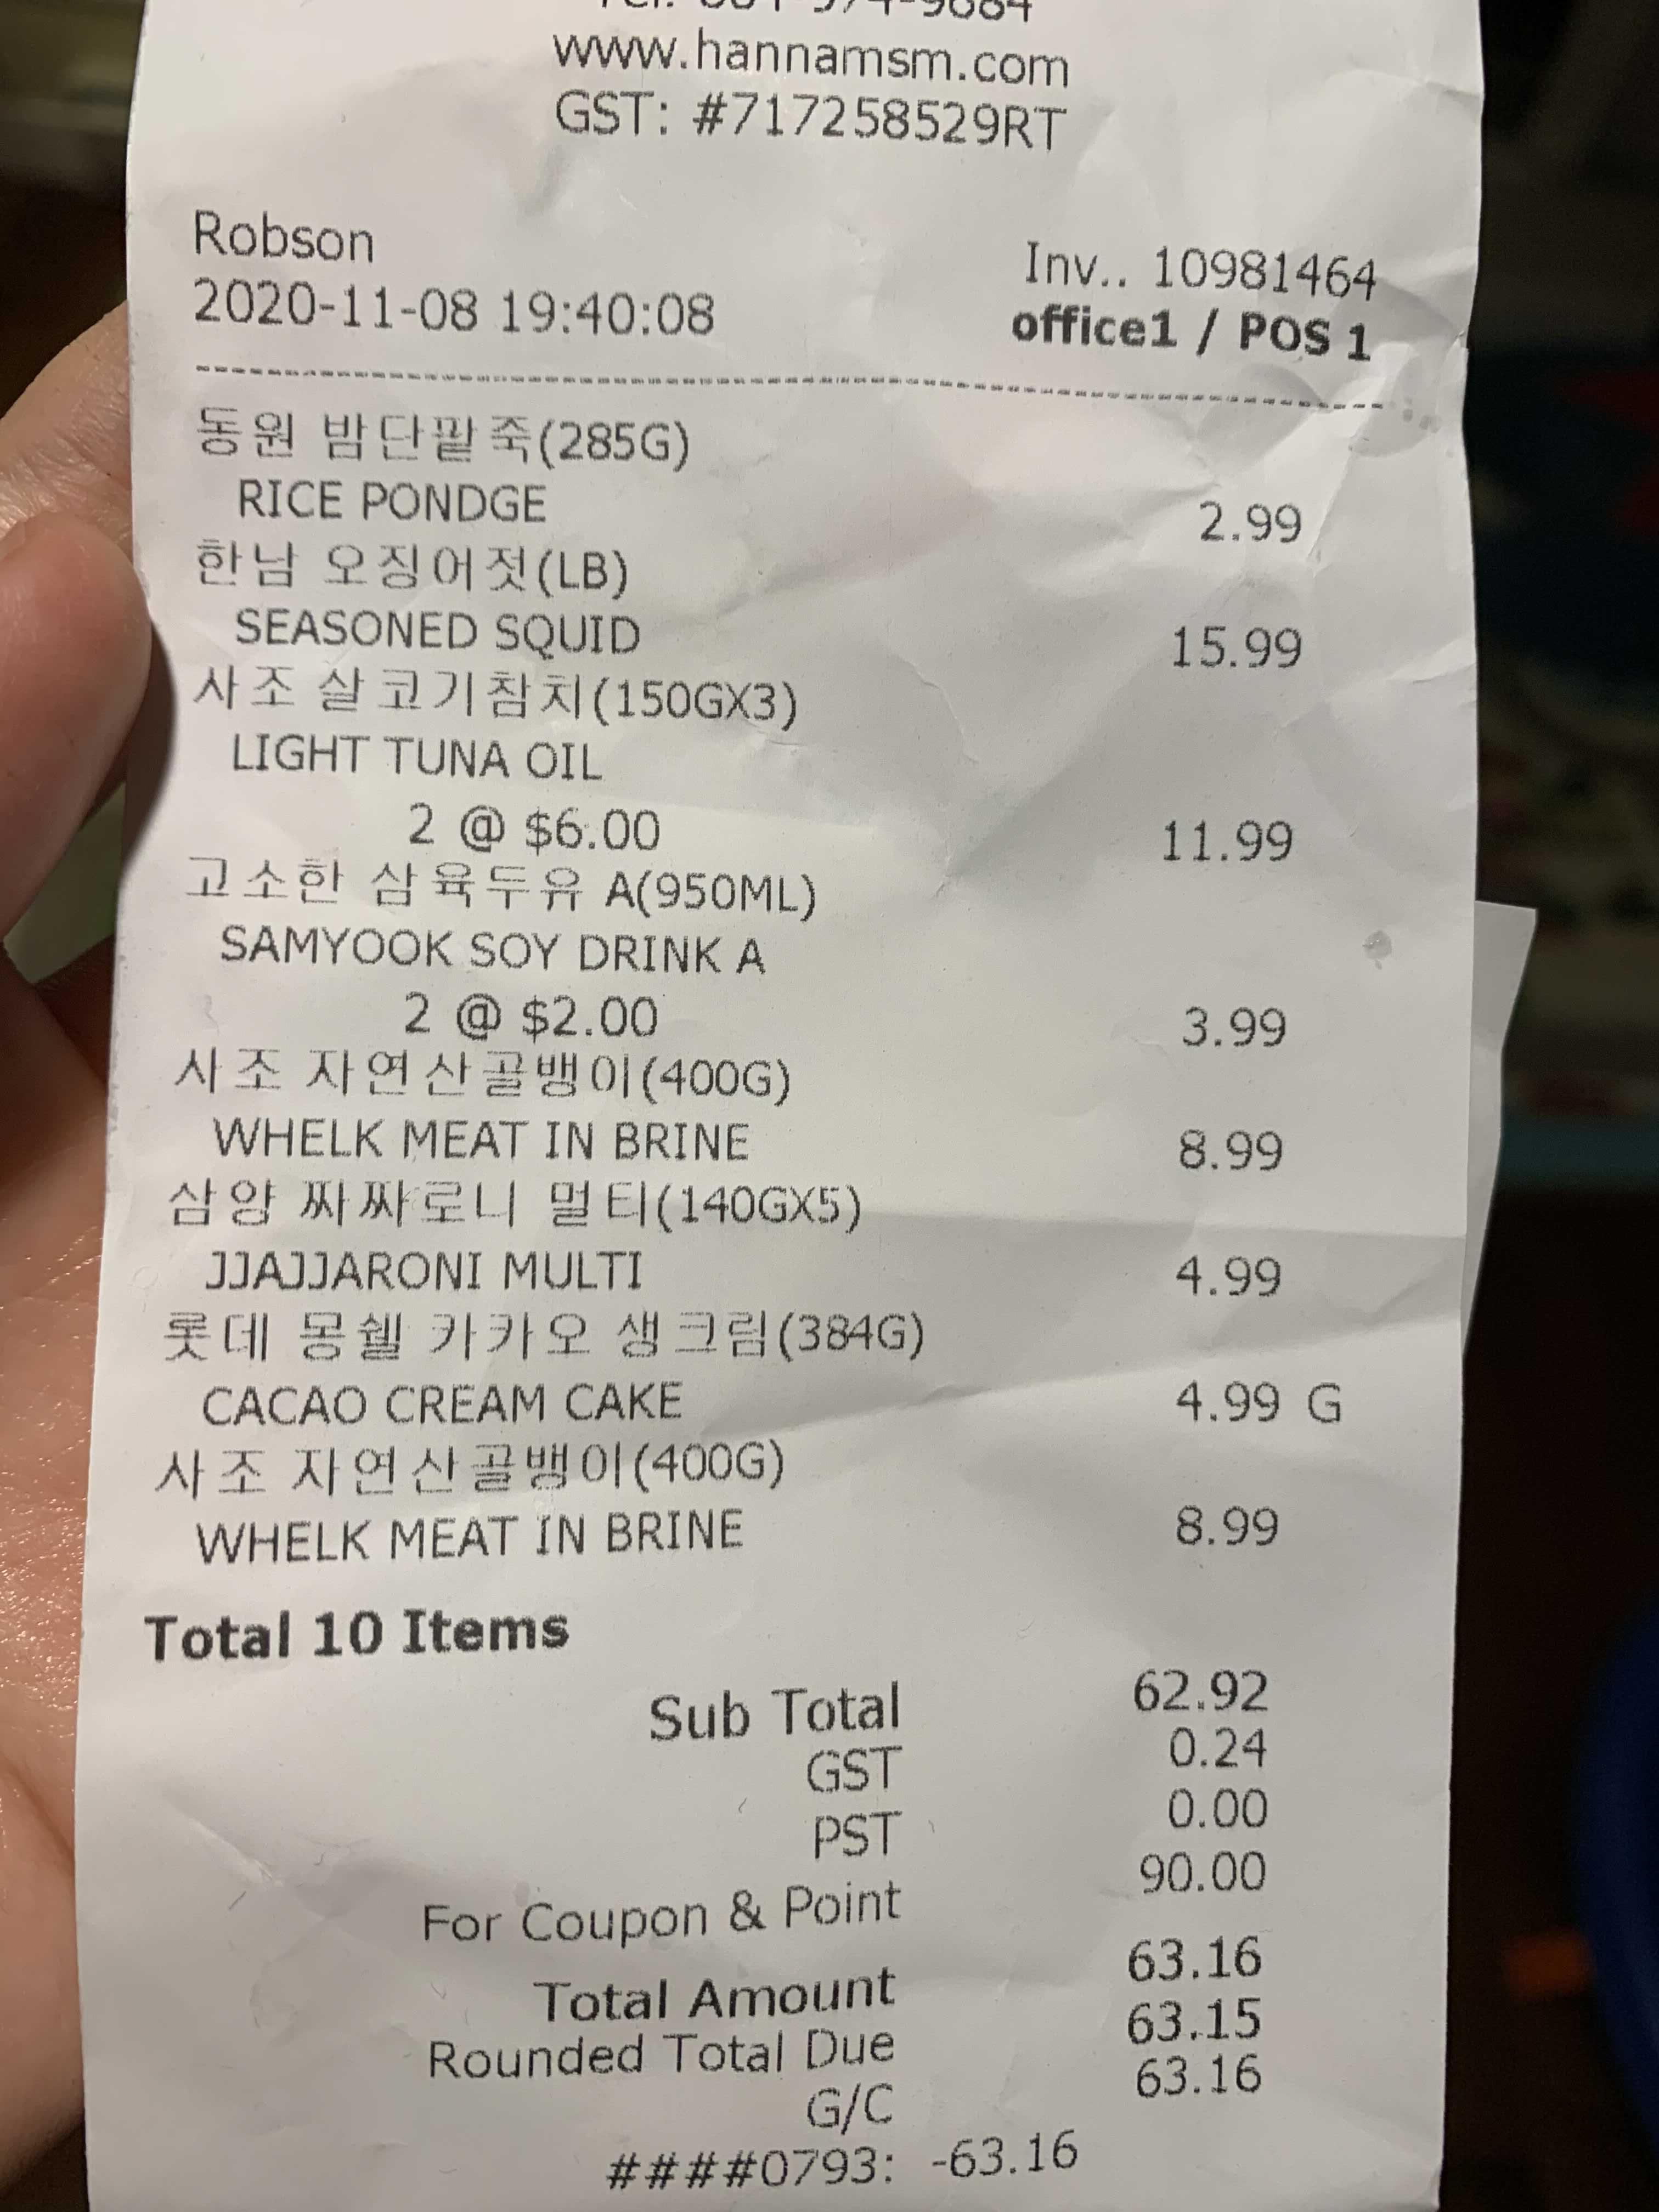 www.hannamsm.com
GST: #717258529RT
Robson
Inv.. 10981464
2020-11-08 19:40:08
office1 / POS 1
동원 밤단팥죽(285G)
RICE PONDGE 2.99
한남 오징어젓(LB)
SEASONED SQUID 15.99
사조 살코기참치(150GX3)
LIGHT TUNA OIL
2 @ $6.00 11.99
고소한 삼육두유 A(950ML)
SAMYOOK SOY DRINK A
2 @ $2.00 3.99
사조 자연산골뱅이(400G)
WHELK MEAT IN BRINE 8.99
삼양 짜짜로니 멀티(140GX5)
JJAJJARONI MULTI 4.99
롯데 몽쉘 카카오 생크림(384G)
CACAO CREAM CAKE 4.99 G
사조 자연산골뱅이(400G)
WHELK MEAT IN BRINE 8.99
Total 10 Items
Sub Total 62.92
GST 0.24
PST 0.00
For Coupon & Point 90.00
Total Amount 63.16
Rounded Total Due 63.15
G/C 63.16
####0793: -63.16